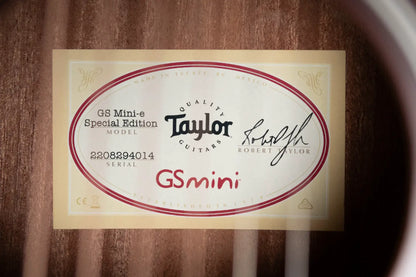 GS Mini-e
Special Edition
MODEL
2208294014
SERIAL
QUALITY
Taylor
GUITARS
ROBERT TAYLOR
GSmini